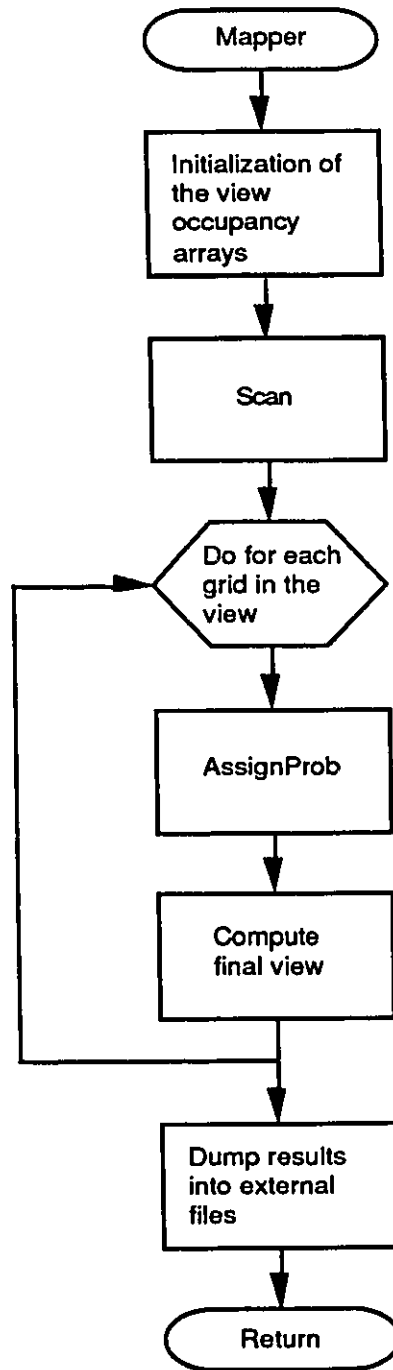 Mapper
Initialization of
the view
occupancy
arrays
Scan
Do for each
grid in the
view
AssignProb
Compute
final view
Dump results
into external
files
Return